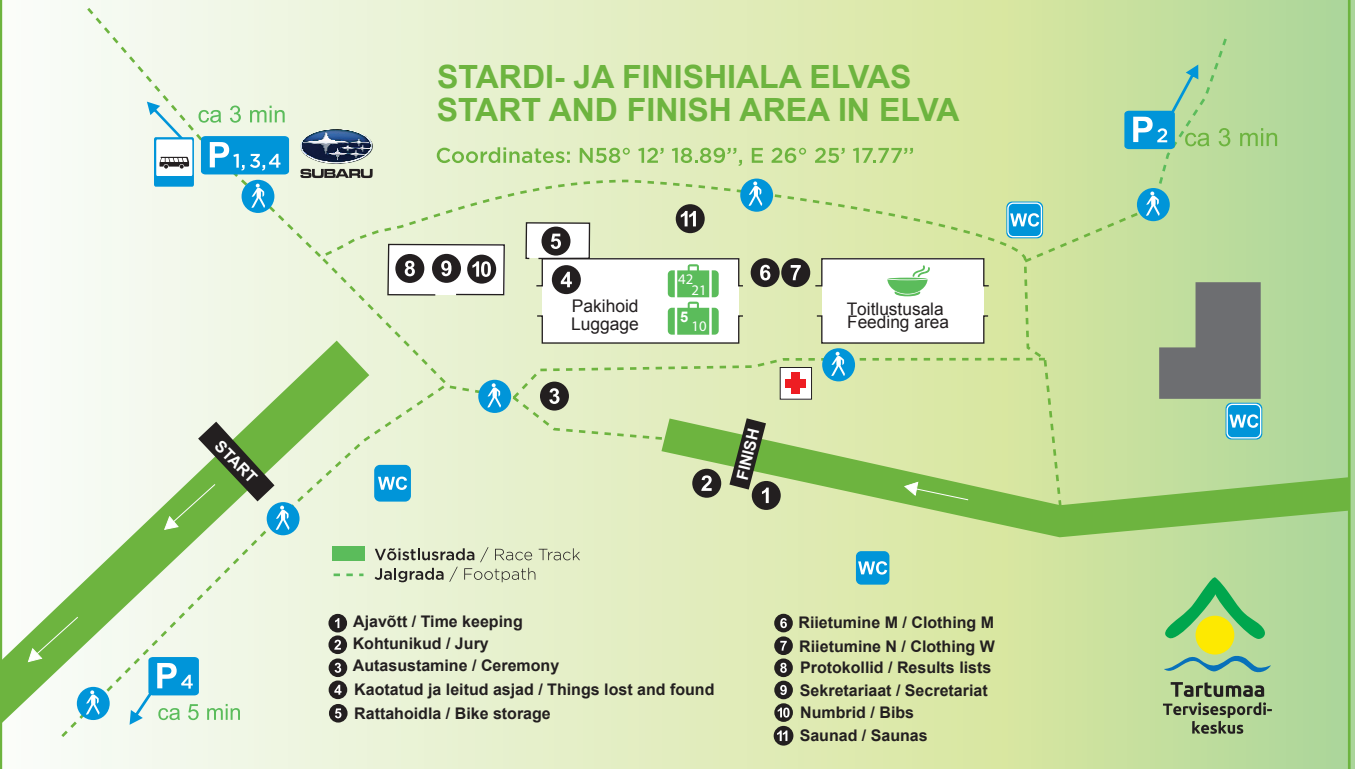 STARDI- JA FINISHIALA ELVAS
START AND FINISH AREA IN ELVA
Coordinates: N58° 12’ 18.89”, E 26° 25’ 17.77”
ca 3 min
P 1, 3, 4
SUBARU
P 2
ca 3 min
WC
11
5
8 9 10
4
42
21
6 7
Pakihoid
Luggage
5
10
Toitlustusala
Feeding area
3
START
FINISH
2
1
WC
WC
WC
Võistlusrada / Race Track
Jalgrada / Footpath
1 Ajavõtt / Time keeping
2 Kohtunikud / Jury
3 Autasustamine / Ceremony
4 Kaotatud ja leitud asjad / Things lost and found
5 Rattahoidla / Bike storage
6 Riietumine M / Clothing M
7 Riietumine N / Clothing W
8 Protokollid / Results lists
9 Sekretariaat / Secretariat
10 Numbrid / Bibs
11 Saunad / Saunas
P 4
ca 5 min
Tartumaa
Tervisespordi-
keskus